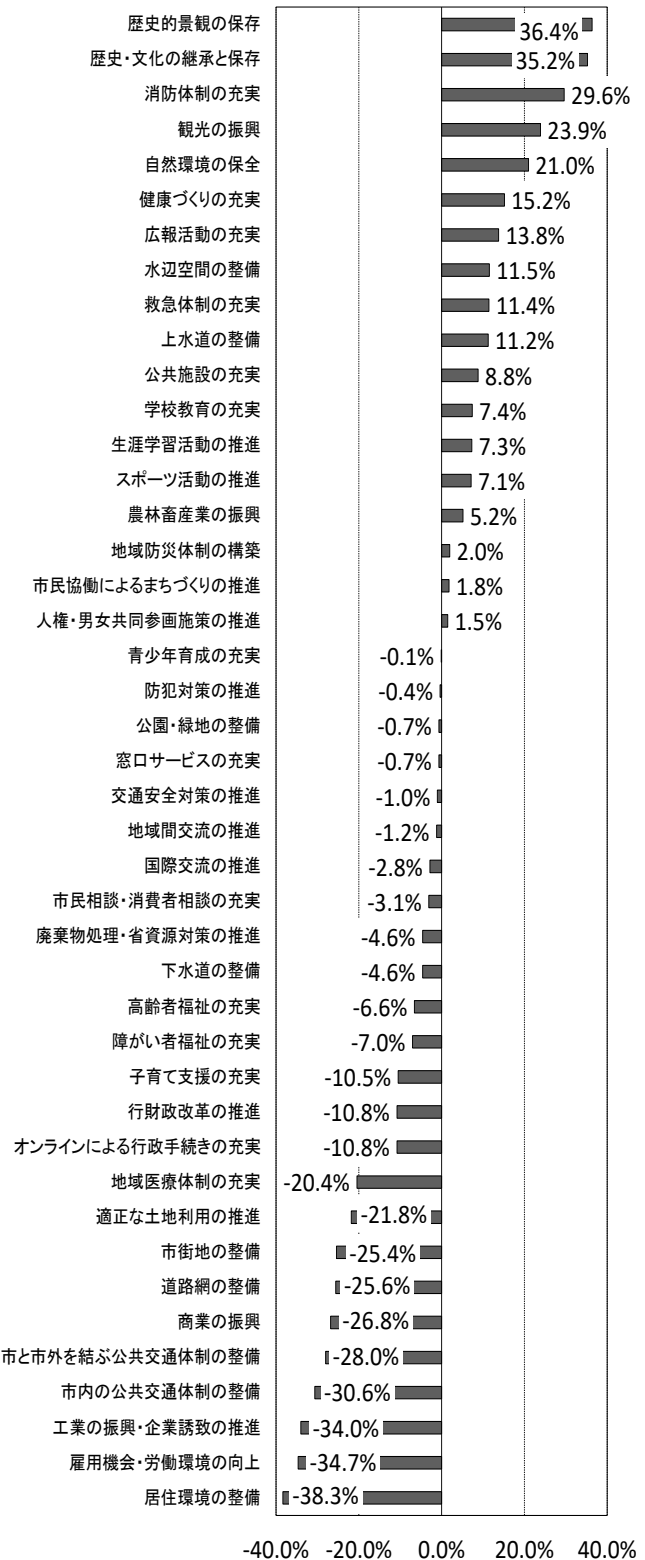 歴史的景観の保存 36.4%
歴史・文化の継承と保存 35.2%
消防体制の充実 29.6%
観光の振興 23.9%
自然環境の保全 21.0%
健康づくりの充実 15.2%
広報活動の充実 13.8%
水辺空間の整備 11.5%
救急体制の充実 11.4%
上水道の整備 11.2%
公共施設の充実 8.8%
学校教育の充実 7.4%
生涯学習活動の推進 7.3%
スポーツ活動の推進 7.1%
農林畜産業の振興 5.2%
地域防災体制の構築 2.0%
市民協働によるまちづくりの推進 1.8%
人権・男女共同参画施策の推進 1.5%
青少年育成の充実 -0.1%
防犯対策の推進 -0.4%
公園・緑地の整備 -0.7%
窓口サービスの充実 -0.7%
交通安全対策の推進 -1.0%
地域間交流の推進 -1.2%
国際交流の推進 -2.8%
市民相談・消費者相談の充実 -3.1%
廃棄物処理・省資源対策の推進 -4.6%
下水道の整備 -4.6%
高齢者福祉の充実 -6.6%
障がい者福祉の充実 -7.0%
子育て支援の充実 -10.5%
行財政改革の推進 -10.8%
オンラインによる行政手続きの充実 -10.8%
地域医療体制の充実 -20.4%
適正な土地利用の推進 -21.8%
市街地の整備 -25.4%
道路網の整備 -25.6%
商業の振興 -26.8%
市と市外を結ぶ公共交通体制の整備 -28.0%
市内の公共交通体制の整備 -30.6%
工業の振興・企業誘致の推進 -34.0%
雇用機会・労働環境の向上 -34.7%
居住環境の整備 -38.3%
-40.0% -20.0% 0.0% 20.0% 40.0%